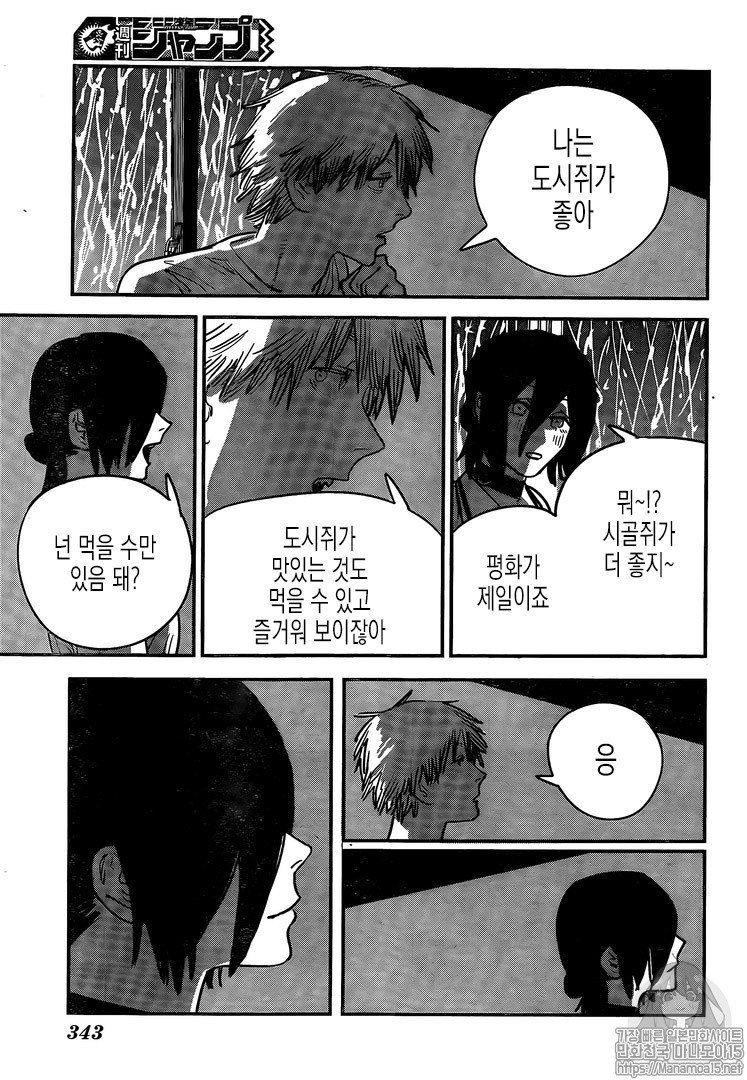 週刊
ジャンプ
나는
도시쥐가
좋아
뭐~!?
시골쥐가
더 좋지~
평화가
제일이죠
도시쥐가
맛있는 것도
먹을 수 있고
즐거워 보이잖아
넌 먹을 수만
있음 돼?
응
343
가장 빠른 일본만화사이트
만화천국 마나모아15
https://Manamoa15.net